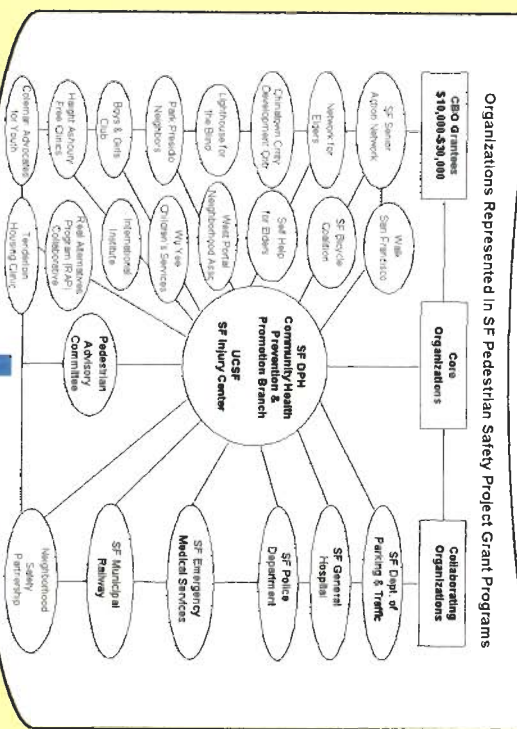 Organizations Represented in SF Pedestrian Safety Project Grant Programs
CBO Grantees
$10,000-$30,000
Core
Organizations
Collaborating
Organizations
SF Senior
Action Network
Walk
San Francisco
Network for
Elders
SF Bicycle
Coalition
Chinatown Cmty
Development Cntr
Self Help
for Elders
Lighthouse for
the Blind
West Portal
Neighborhood Assc
Park Presidio
Neighbors
Wu Yee
Children's Services
Boys & Girls
Club
International
Institute
Haight Ashbury
Free Clinics
Real Alternatives
Program (RAP)
Collaborative
Coleman Advocates
for Youth
Tenderloin
Housing Clinic
SF DPH
Community Health
Prevention &
Promotion Branch
UCSF
SF Injury Center
Pedestrian
Advisory
Committee
SF Dept. of
Parking & Traffic
SF General
Hospital
SF Police
Department
SF Emergency
Medical Services
SF Municipal
Railway
Neighborhood
Safety
Partnership